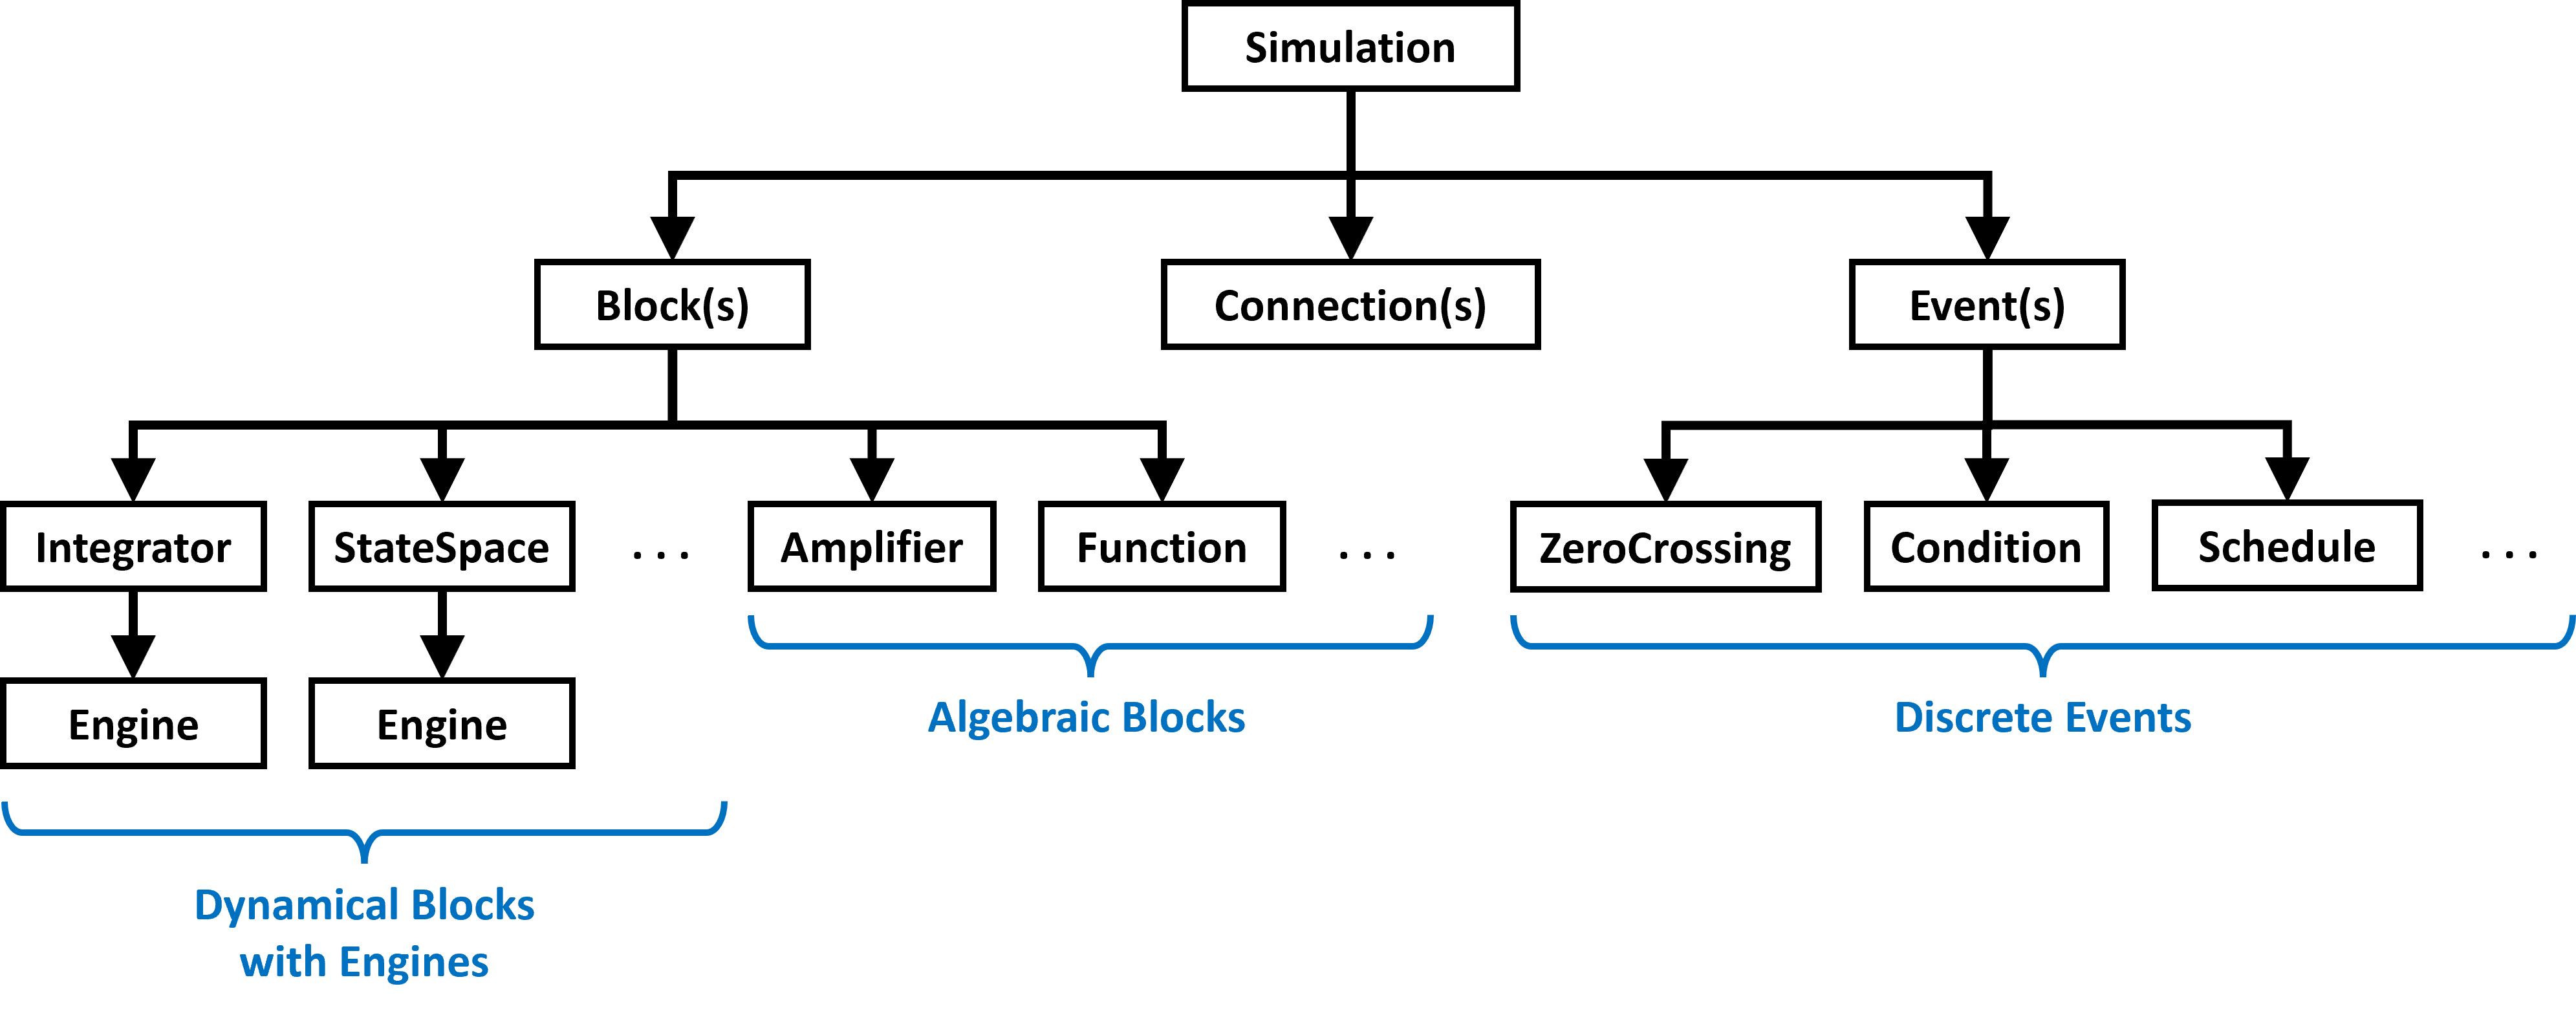 Simulation
Block(s)
Connection(s)
Event(s)
Integrator
StateSpace
. . .
Amplifier
Function
. . .
ZeroCrossing
Condition
Schedule
. . .
Engine
Engine
Algebraic Blocks
Discrete Events
Dynamical Blocks
with Engines